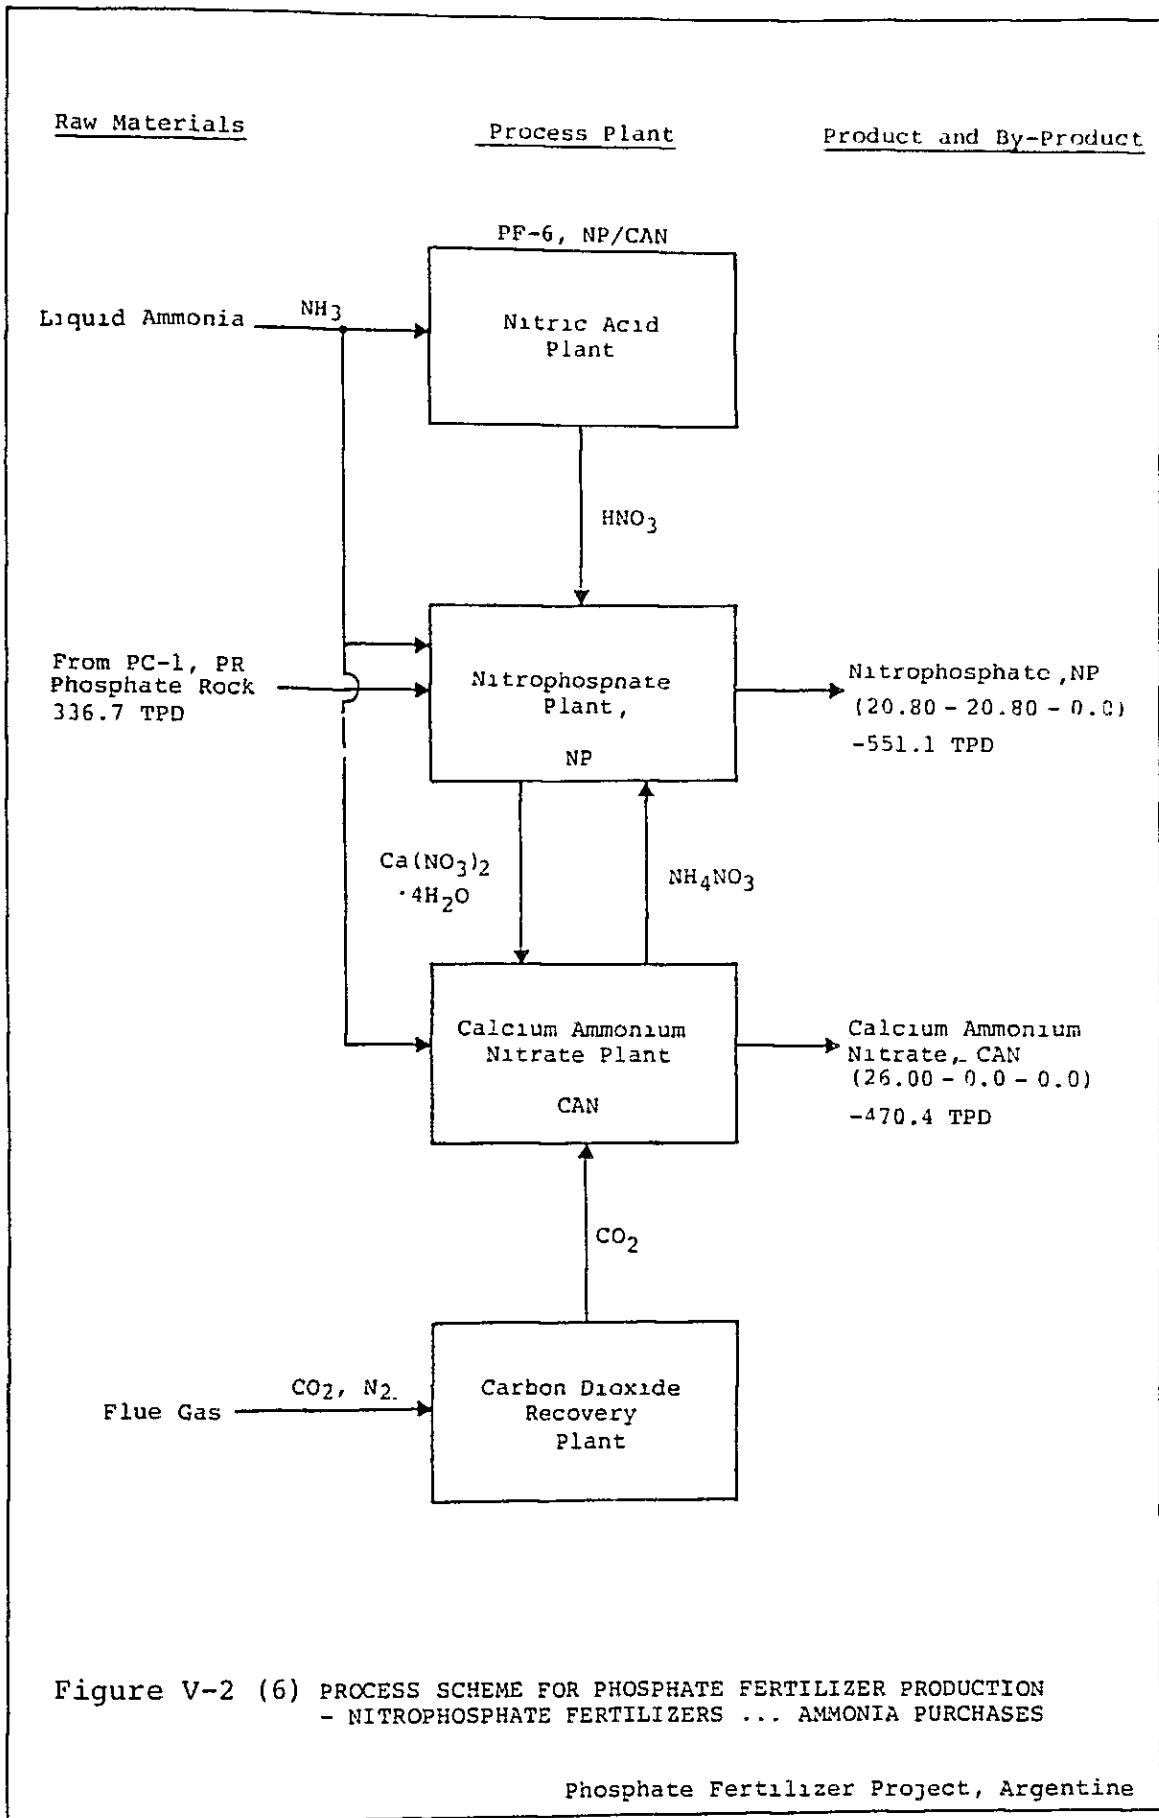 Raw Materials
Process Plant
Product and By-Product
PF-6, NP/CAN
Liquid Ammonia
NH3
Nitric Acid
Plant
HNO3
From PC-1, PR
Phosphate Rock
336.7 TPD
Nitrophospnate
Plant,
NP
Nitrophosphate, NP
(20.80 - 20.80 - 0.0)
-551.1 TPD
Ca(NO3)2
·4H2O
NH4NO3
Calcium Ammonium
Nitrate Plant
CAN
Calcium Ammonium
Nitrate, CAN
(26.00 - 0.0 - 0.0)
-470.4 TPD
CO2
Flue Gas
CO2, N2
Carbon Dioxide
Recovery
Plant
Figure V-2 (6) PROCESS SCHEME FOR PHOSPHATE FERTILIZER PRODUCTION
- NITROPHOSPHATE FERTILIZERS ... AMMONIA PURCHASES
Phosphate Fertilizer Project, Argentine